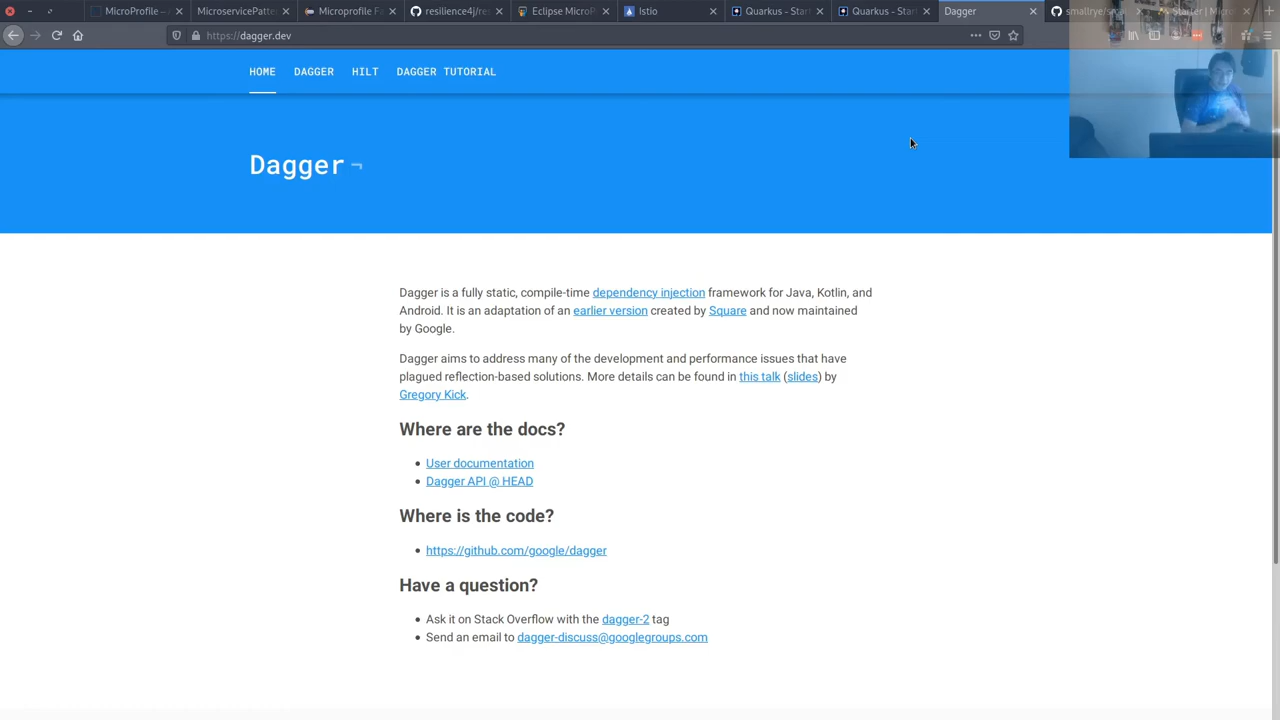 MicroProfile —
MicroservicePatte
Microprofile Fa
resilience4j/res
Eclipse MicroP
Istio
Quarkus - Start
Quarkus - Start
Dagger
smallrye/sma
Starter | Micro
https://dagger.dev
HOME DAGGER HILT DAGGER TUTORIAL
Dagger ¬
Dagger is a fully static, compile-time dependency injection framework for Java, Kotlin, and
Android. It is an adaptation of an earlier version created by Square and now maintained
by Google.
Dagger aims to address many of the development and performance issues that have
plagued reflection-based solutions. More details can be found in this talk (slides) by
Gregory Kick.
Where are the docs?
User documentation
Dagger API @ HEAD
Where is the code?
https://github.com/google/dagger
Have a question?
Ask it on Stack Overflow with the dagger-2 tag
Send an email to dagger-discuss@googlegroups.com